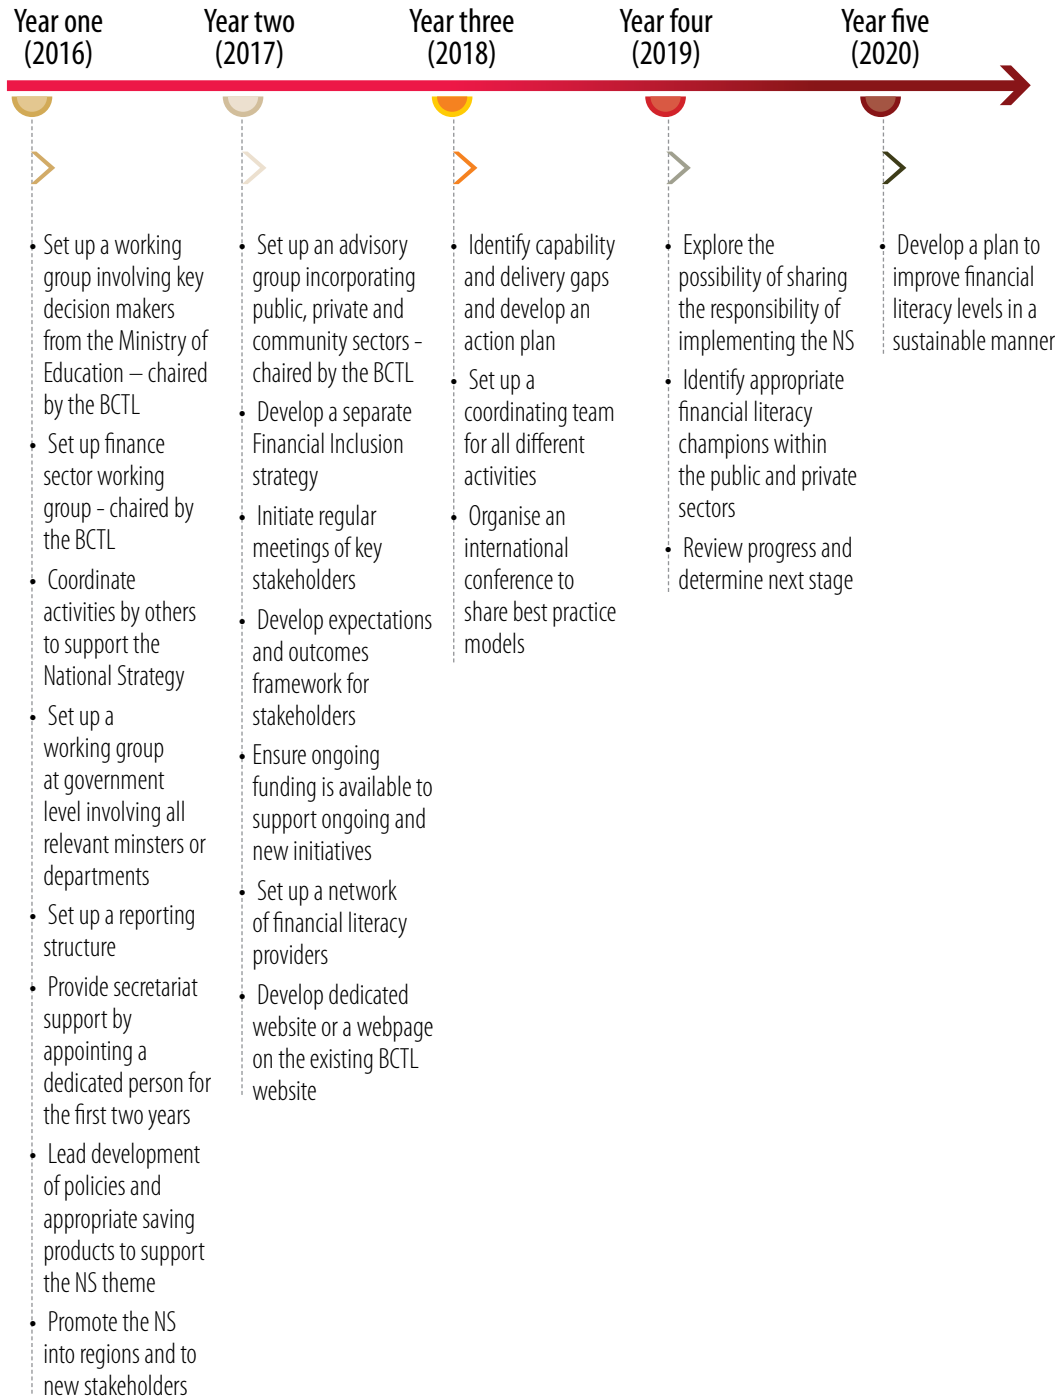 Year one
(2016)
Year two
(2017)
Year three
(2018)
Year four
(2019)
Year five
(2020)
• Set up a working
group involving key
decision makers
from the Ministry of
Education – chaired
by the BCTL
• Set up finance
sector working
group - chaired by
the BCTL
• Coordinate
activities by others
to support the
National Strategy
• Set up a
working group
at government
level involving all
relevant minsters or
departments
• Set up a reporting
structure
• Provide secretariat
support by
appointing a
dedicated person for
the first two years
• Lead development
of policies and
appropriate saving
products to support
the NS theme
• Promote the NS
into regions and to
new stakeholders
• Set up an advisory
group incorporating
public, private and
community sectors -
chaired by the BCTL
• Develop a separate
Financial Inclusion
strategy
• Initiate regular
meetings of key
stakeholders
• Develop expectations
and outcomes
framework for
stakeholders
• Ensure ongoing
funding is available to
support ongoing and
new initiatives
• Set up a network
of financial literacy
providers
• Develop dedicated
website or a webpage
on the existing BCTL
website
• Identify capability
and delivery gaps
and develop an
action plan
• Set up a
coordinating team
for all different
activities
• Organise an
international
conference to
share best practice
models
• Explore the
possibility of sharing
the responsibility of
implementing the NS
• Identify appropriate
financial literacy
champions within
the public and private
sectors
• Review progress and
determine next stage
• Develop a plan to
improve financial
literacy levels in a
sustainable manner